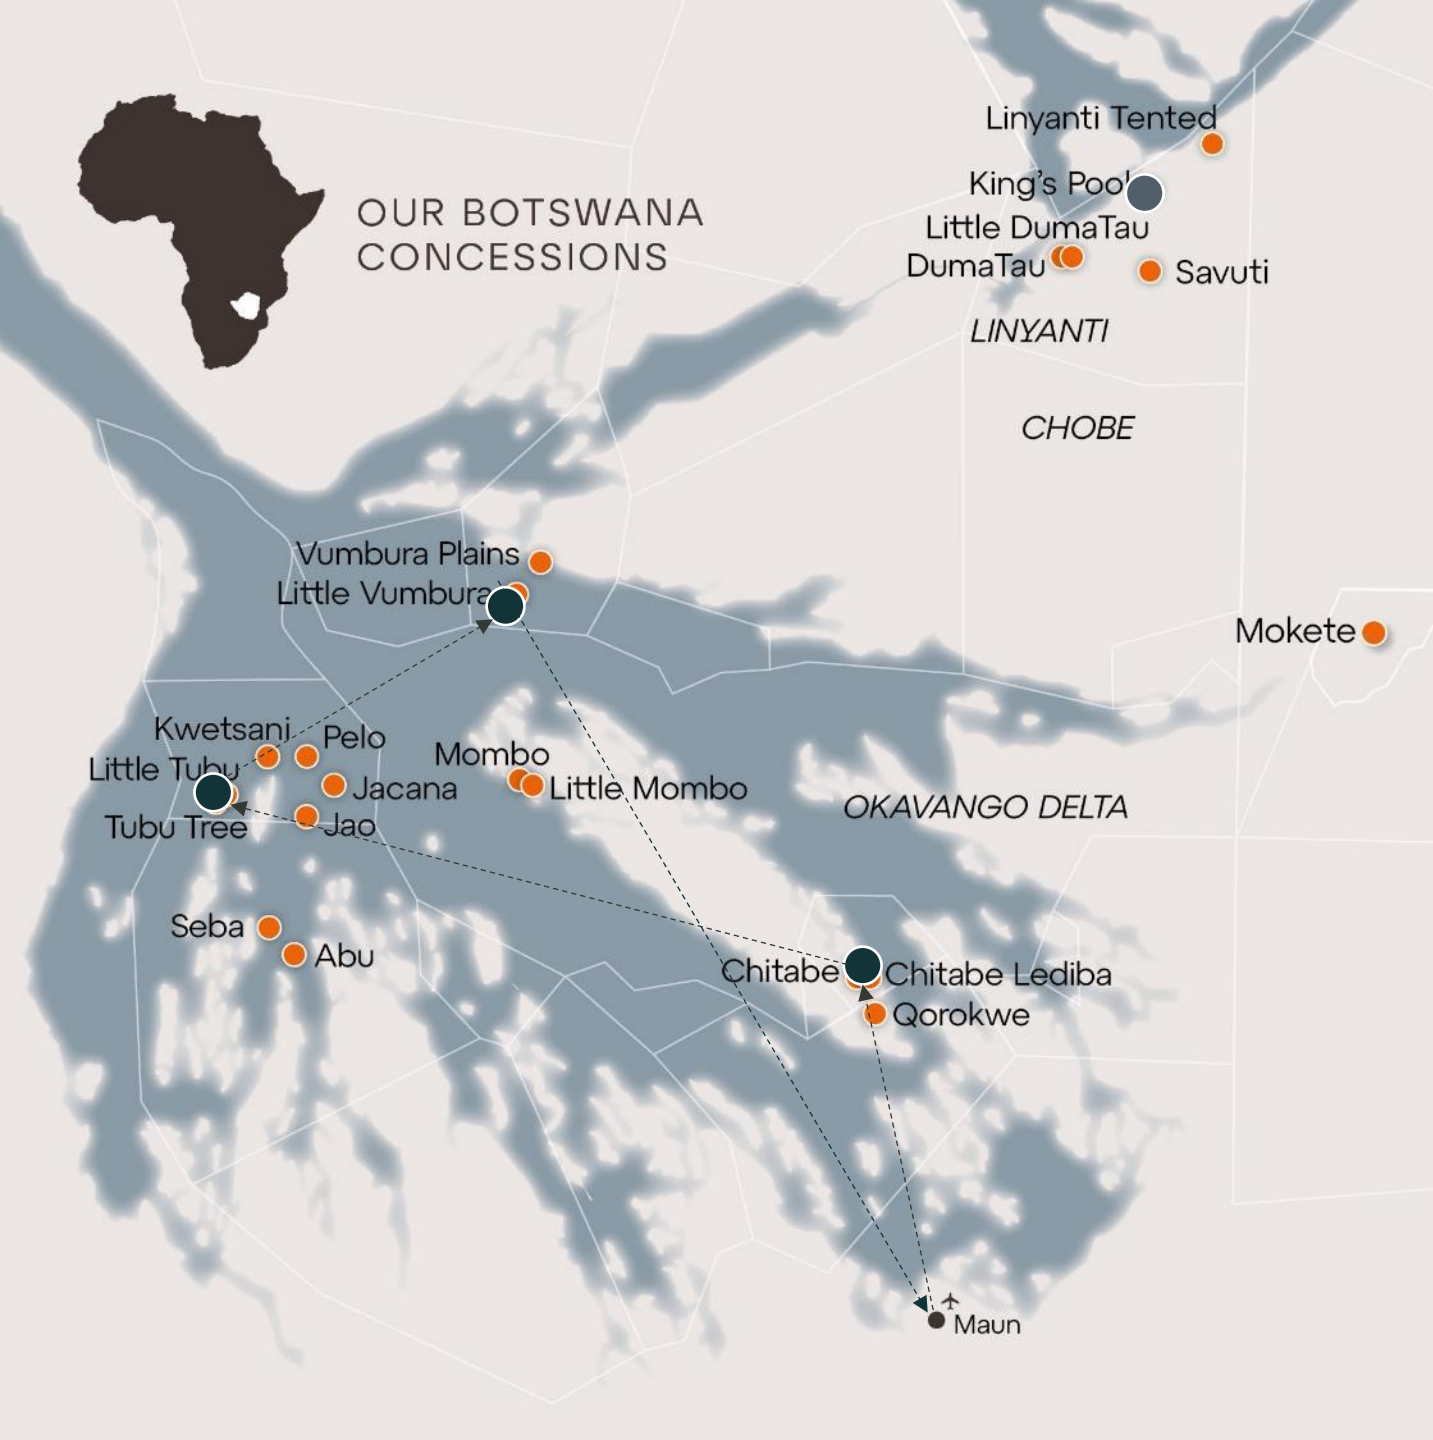 OUR BOTSWANA
CONCESSIONS
Linyanti Tented
King's Pool
Little DumaTau
DumaTau
Savuti
LINYANTI
CHOBE
Vumbura Plains
Little Vumbura
Mokete
Kwetsani
Pelo
Little Tubu
Mombo
Jacana
Little Mombo
Tubu Tree
Jao
OKAVANGO DELTA
Seba
Abu
Chitabe
Chitabe Lediba
Qorokwe
Maun